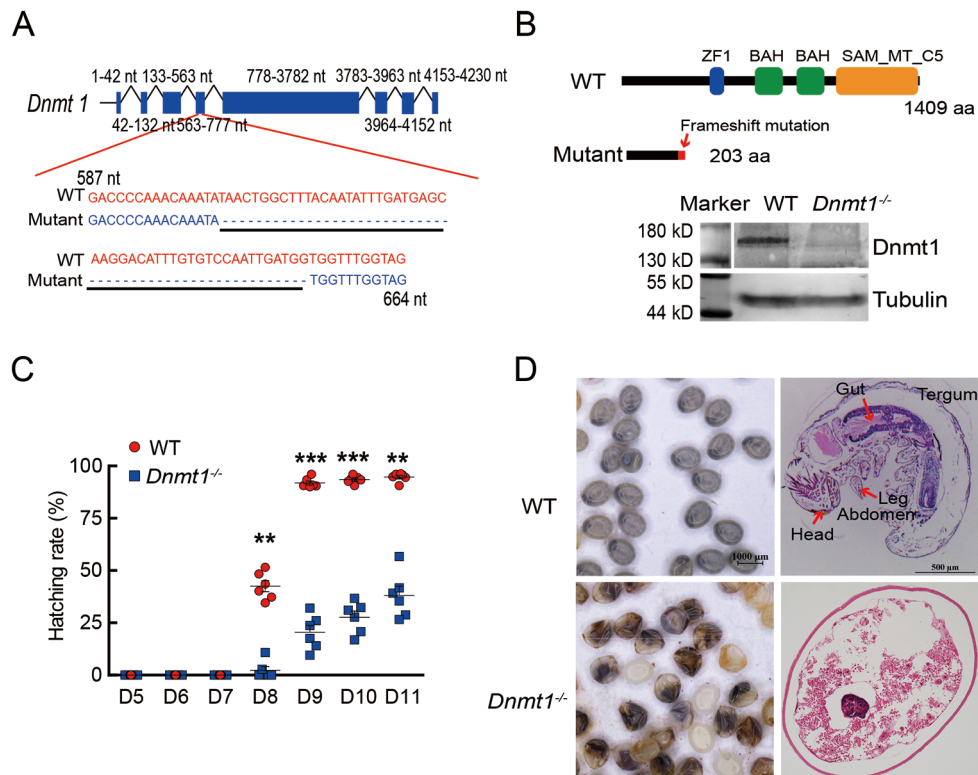 A
1-42 nt 133-563 nt 778-3782 nt 3783-3963 nt 4153-4230 nt
Dnmt 1
42-132 nt 563-777 nt 3964-4152 nt
587 nt
WT GACCCCAAACAAATATAACTGGCTTTACAATATTTGATGAGC
Mutant GACCCCAAACAAATA
WT AAGGACATTTGTGTCCAATTGATGGTGGTTTGGTAG
Mutant TGGTTTGGTAG
664 nt
B
ZF1 BAH BAH SAM_MT_C5
WT
1409 aa
Frameshift mutation
Mutant 203 aa
Marker WT Dnmt1-/-
180 kD
130 kD
Dnmt1
55 kD
44 kD
Tubulin
C
WT
Dnmt1-/-
Hatching rate (%)
100
75
50
25
0
** *** *** **
D5 D6 D7 D8 D9 D10 D11
D
WT
1000 μm
Gut
Tergum
Leg
Abdomen
Head
500 μm
Dnmt1-/-